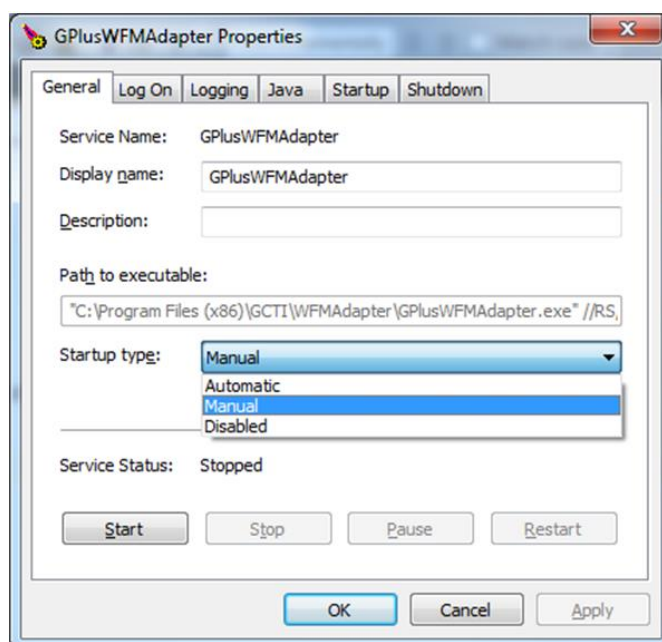 GPlusWFMAdapter Properties
General Log On Logging Java Startup Shutdown
Service Name: GPlusWFMAdapter
Display name: GPlusWFMAdapter
Description:
Path to executable:
"C:\Program Files (x86)\GCTI\WFMAdapter\GPlusWFMAdapter.exe" //RS,
Startup type: Manual
Automatic
Manual
Disabled
Service Status: Stopped
Start Stop Pause Restart
OK Cancel Apply